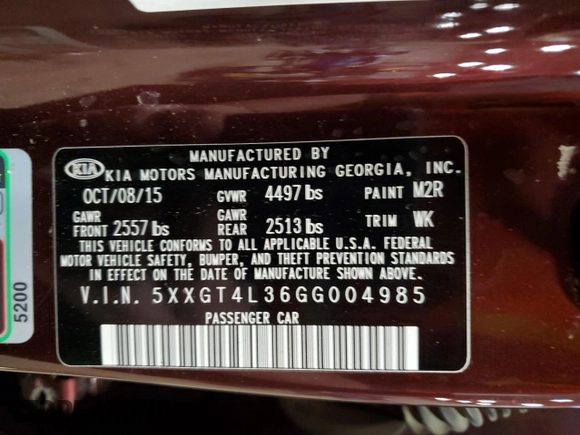 MANUFACTURED BY
KIA KIA MOTORS MANUFACTURING GEORGIA, INC.
OCT/08/15 GVWR 4497 lbs PAINT M2R
GAWR FRONT 2557 lbs GAWR REAR 2513 lbs TRIM WK
THIS VEHICLE CONFORMS TO ALL APPLICABLE U.S.A. FEDERAL
MOTOR VEHICLE SAFETY, BUMPER, AND THEFT PREVENTION STANDARDS
IN EFFECT ON THE DATE OF MANUFACTURE SHOWN ABOVE.
V.I.N. 5XXGT4L36GG004985
PASSENGER CAR
5200